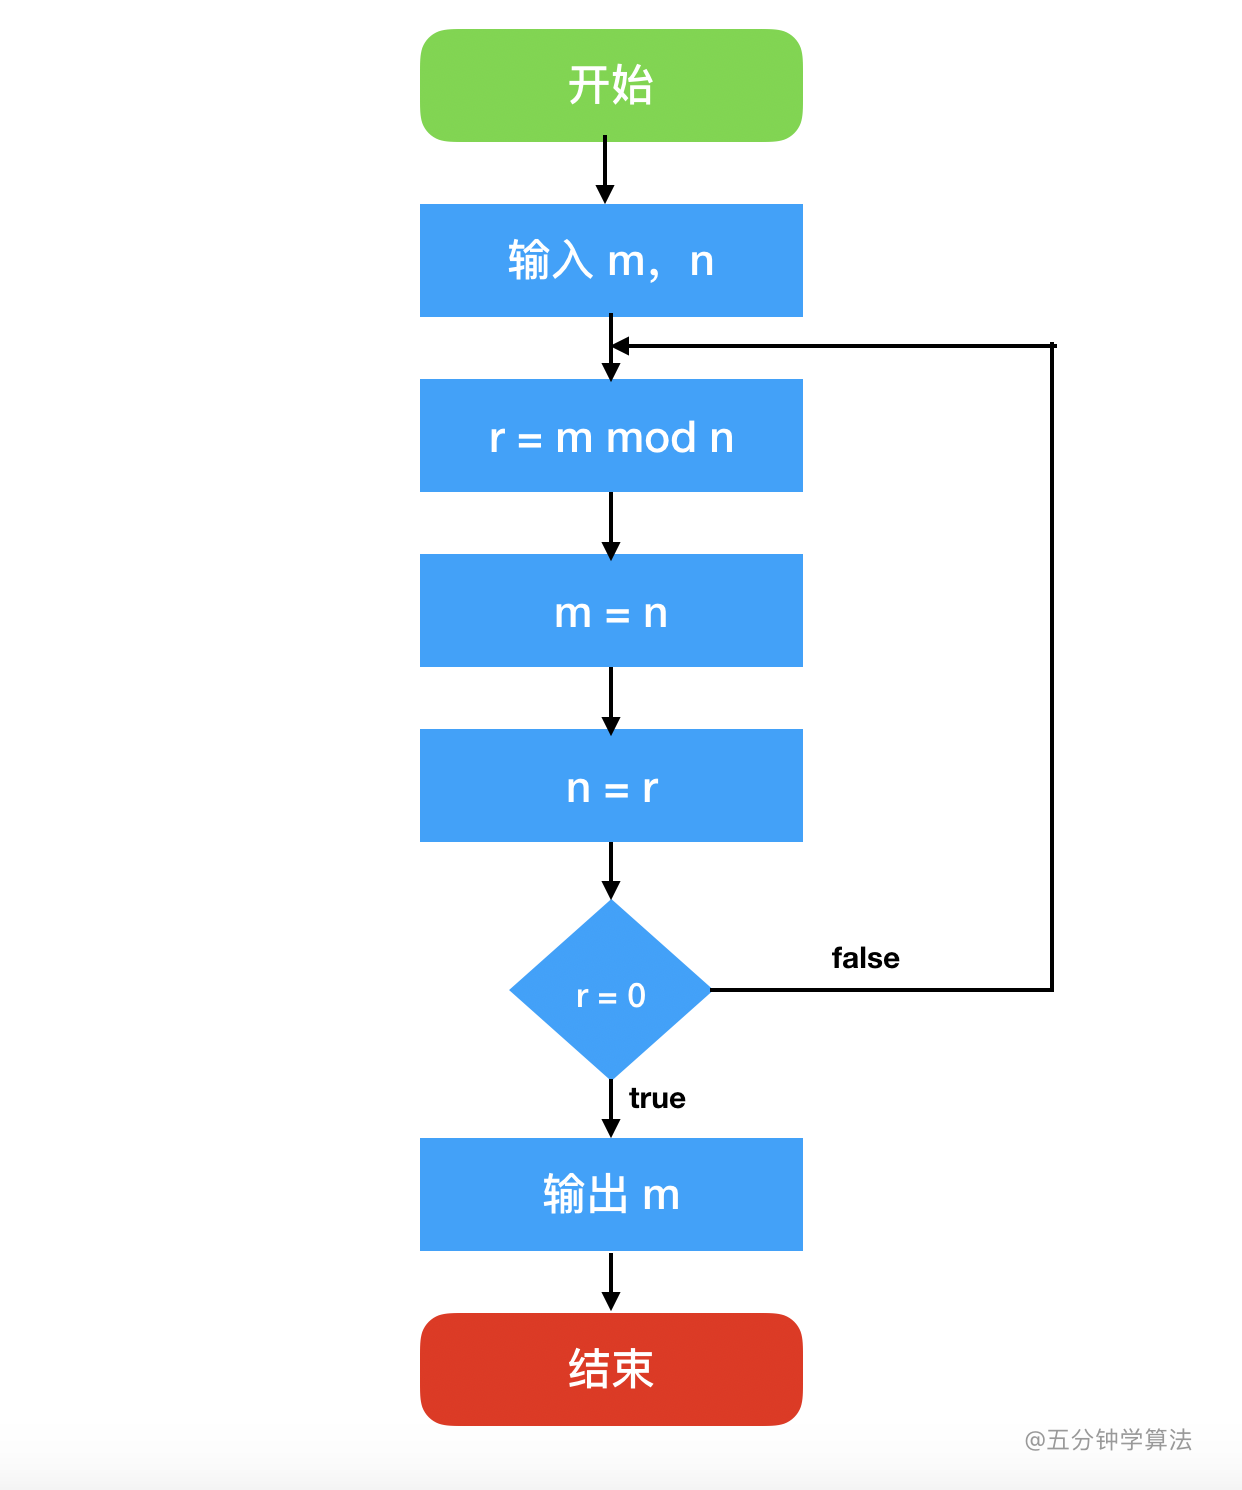 开始
输入 m，n
r = m mod n
m = n
n = r
r = 0
false
true
输出 m
结束
@五分钟学算法